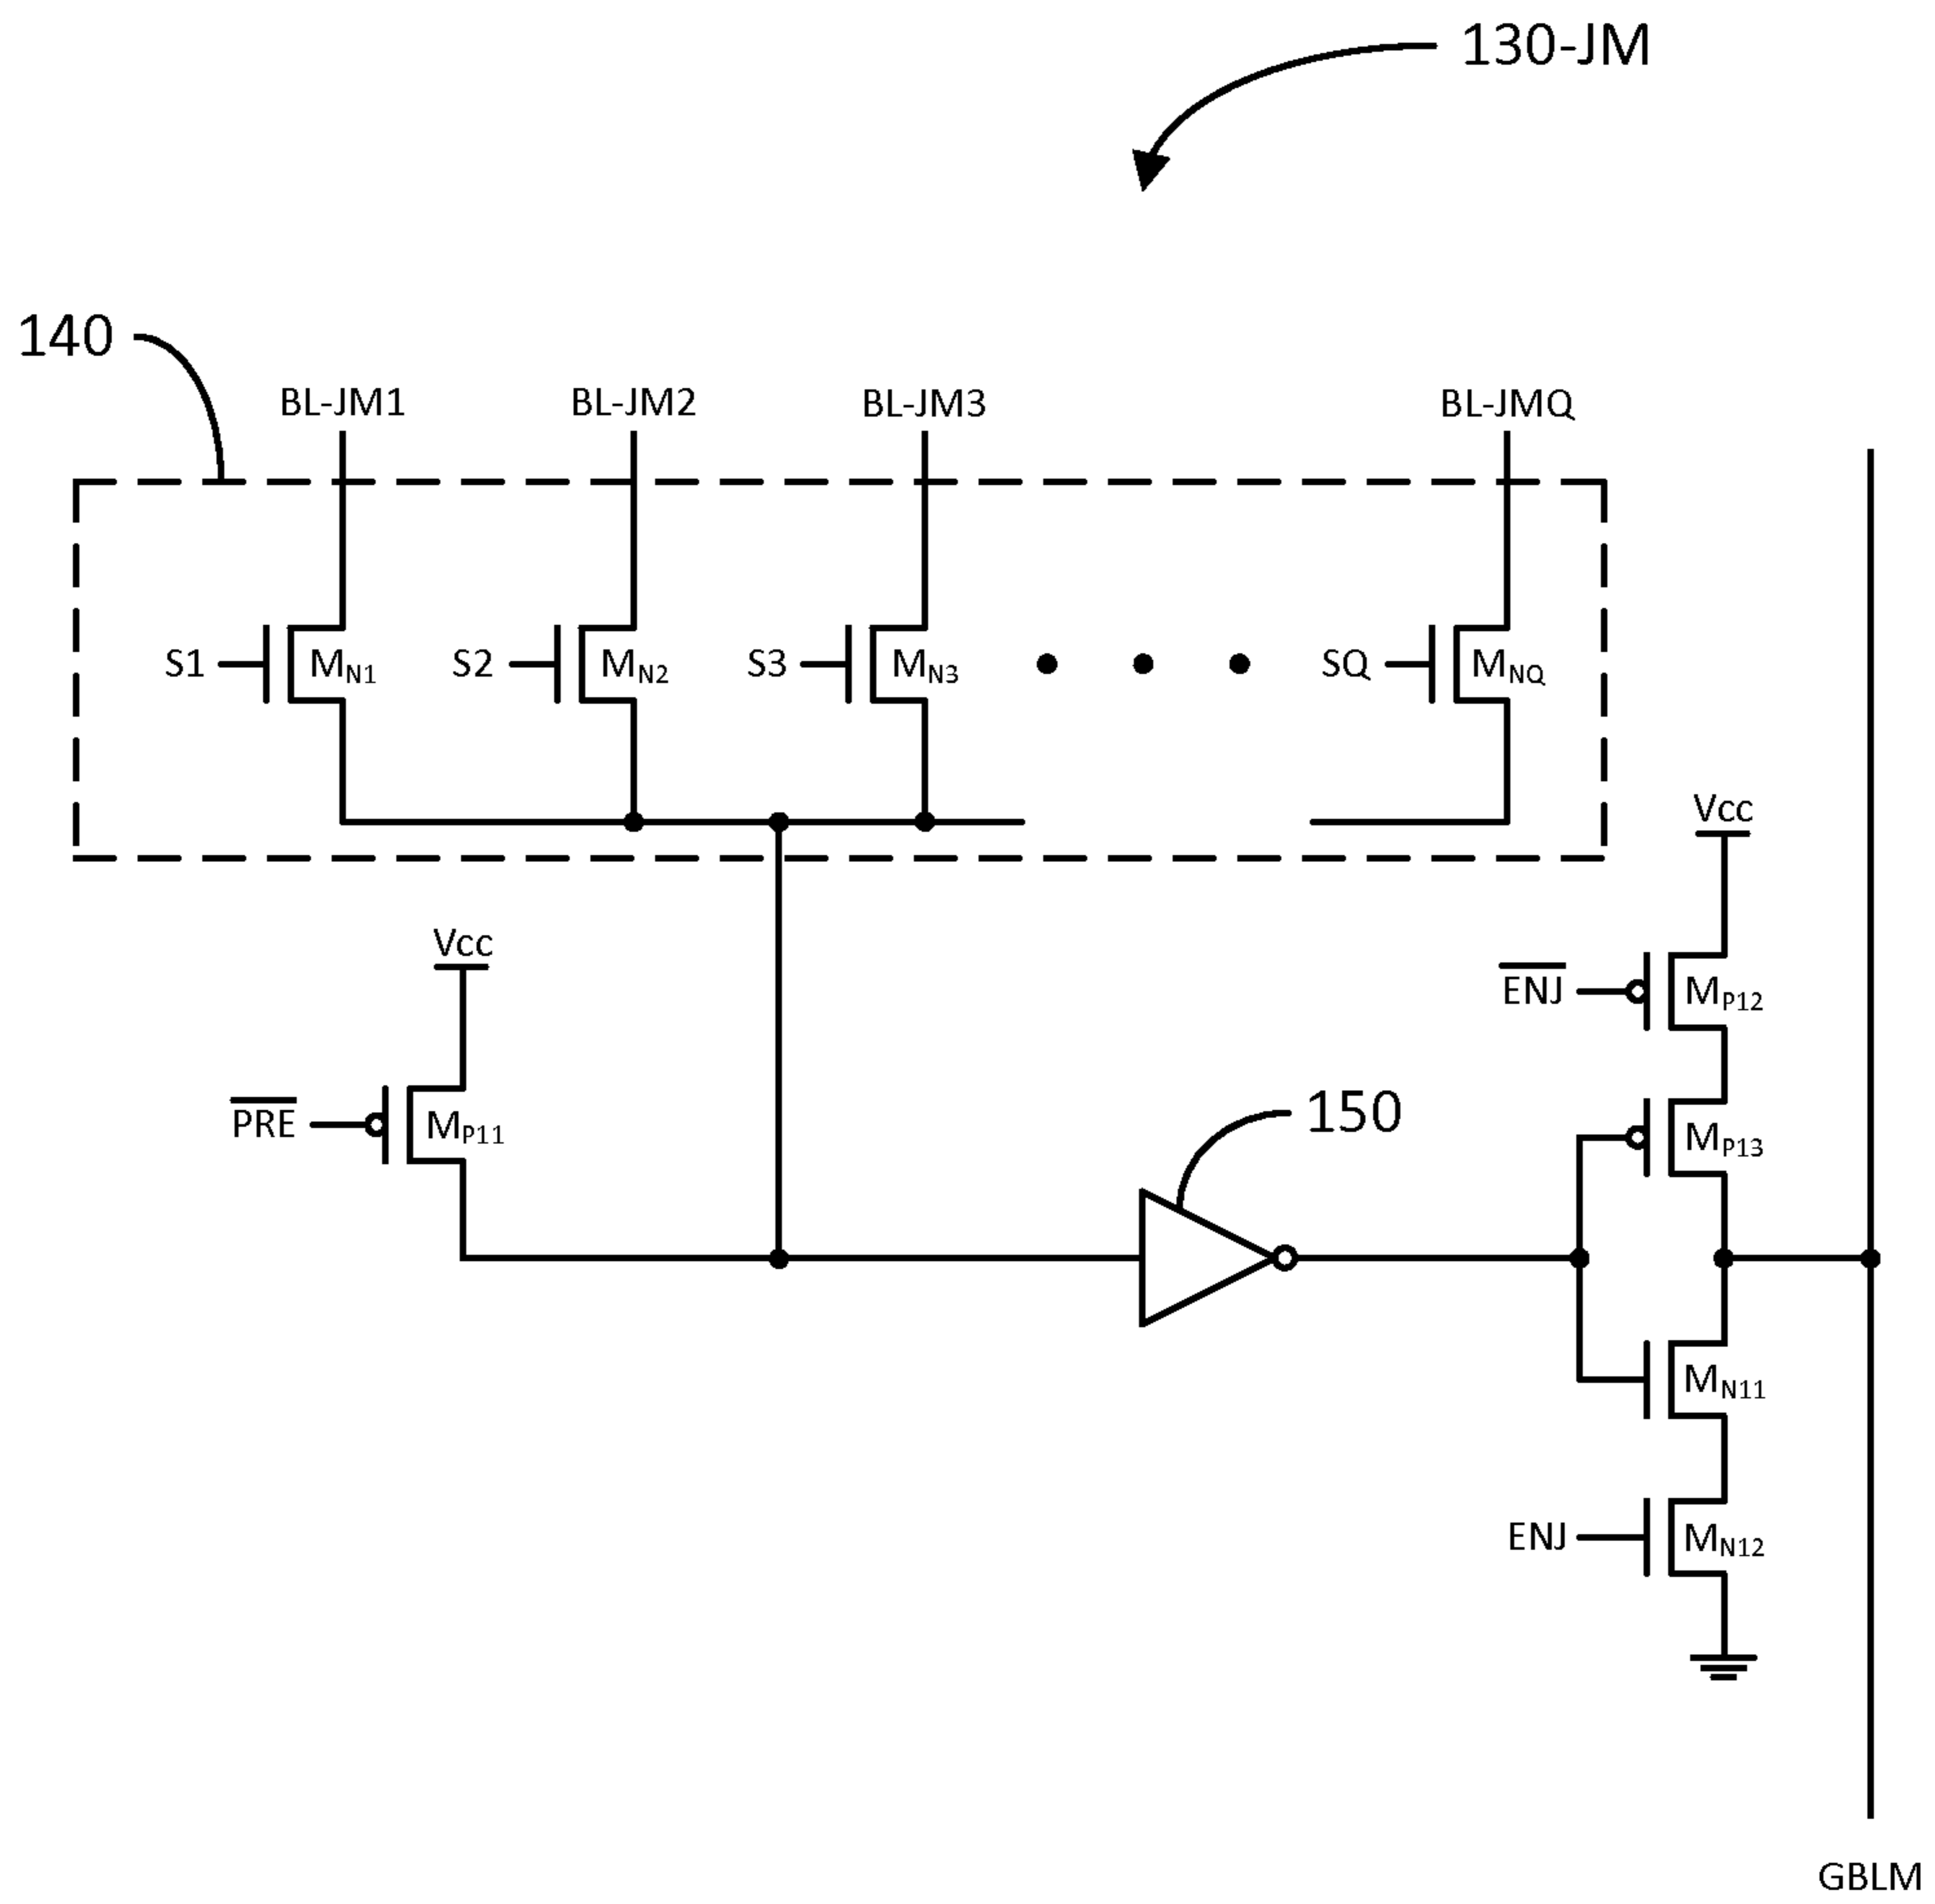 130-JM
140
BL-JM1 BL-JM2 BL-JM3 BL-JMQ
S1 MN1 S2 MN2 S3 MN3 SQ MNQ
Vcc
Vcc
ENJ MP12
PRE MP11
150
MP13
MN11
ENJ MN12
GBLM